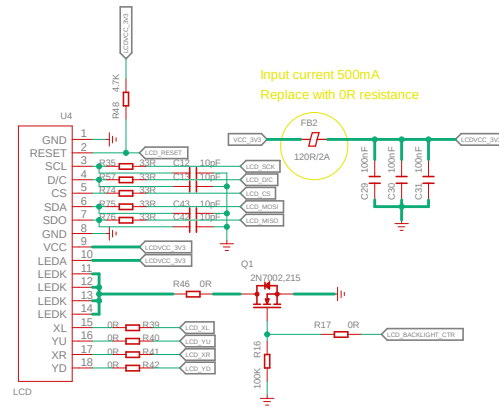 LCDVCC_3V3
4.7K
R48
Input current 500mA
Replace with 0R resistance
FB2
VCC_3V3
120R/2A
LCDVCC_3V3
100nF
100nF
100nF
C29
C30
C31
U4
GND 1
RESET 2
LCD_RESET
SCL 3 R35 33R C12 10pF LCD_SCK
D/C 4 R57 33R C13 10pF LCD_D/C
CS 5 R74 33R LCD_CS
SDA 6 R75 33R C43 10pF LCD_MOSI
SDO 7 R76 33R C42 10pF LCD_MISO
GND 8
VCC 9 LCDVCC_3V3
LEDA 10 LCDVCC_3V3
LEDK 11
LEDK 12
LEDK 13
LEDK 14
R46 0R
Q1
2N7002,215
XL 15 0R R39 LCD_XL
YU 16 0R R40 LCD_YU
XR 17 0R R41 LCD_XR
YD 18 0R R42 LCD_YD
R17 0R
LCD_BACKLIGHT_CTR
R16
100K
LCD